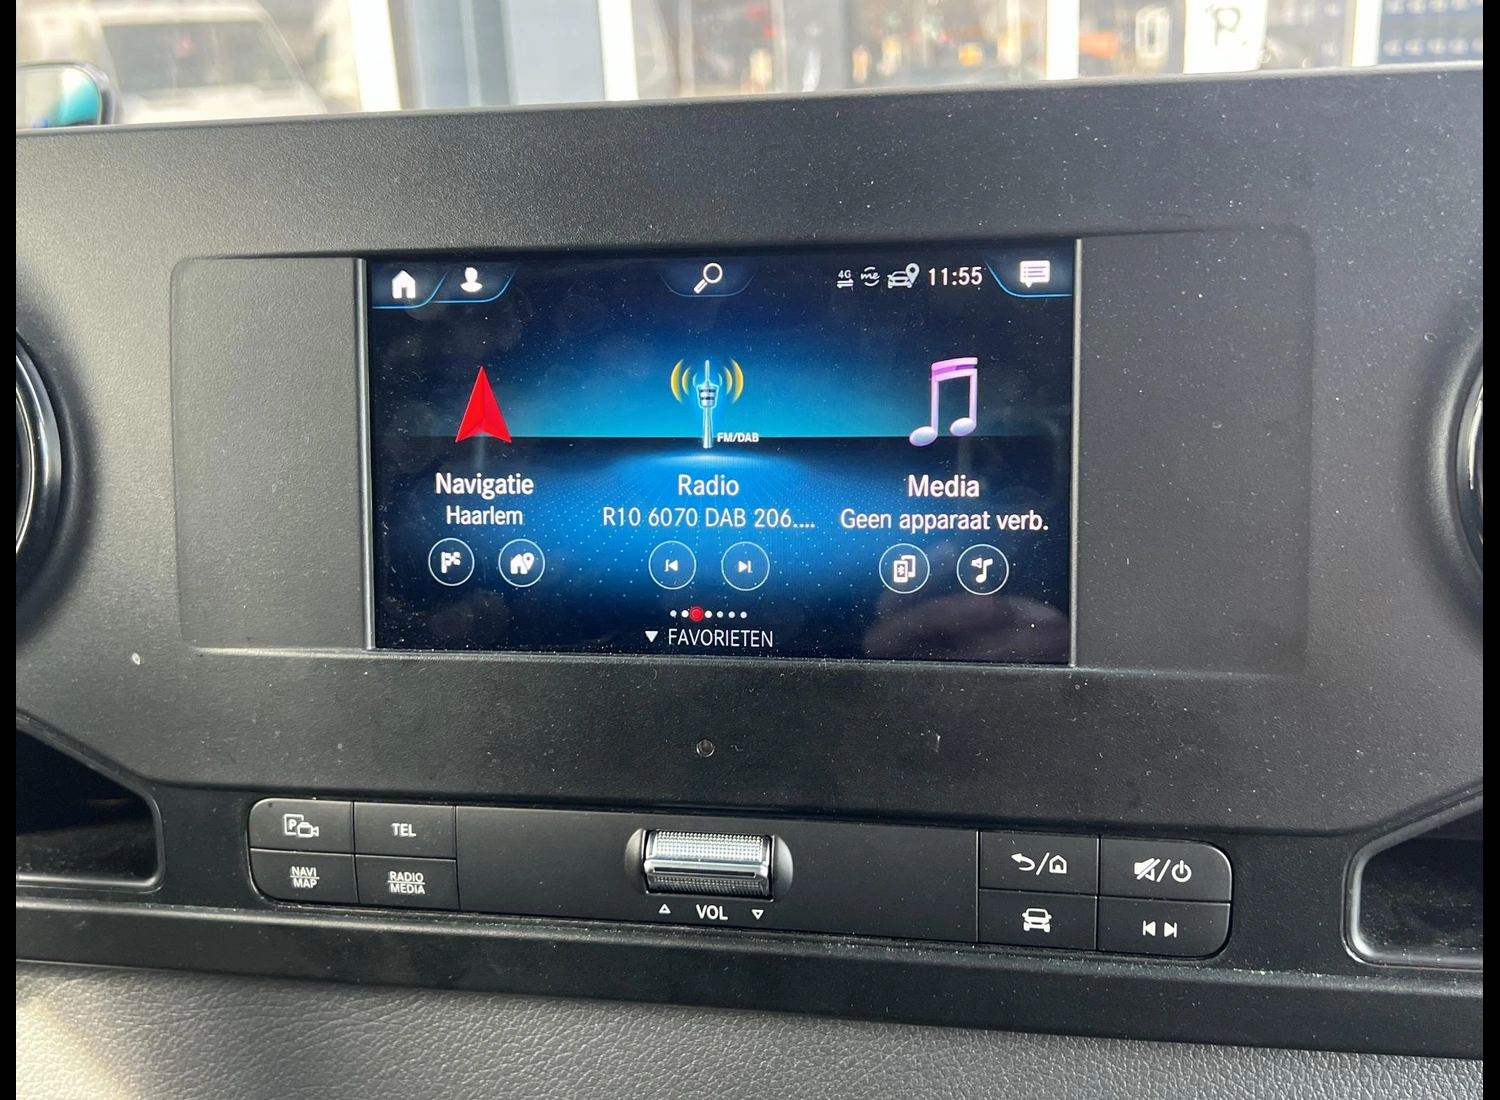 4G me 11:55
FM/DAB
Navigatie Radio Media
Haarlem R10 6070 DAB 206.... Geen apparaat verb.
FAVORIETEN
P TEL
NAVI MAP RADIO MEDIA
VOL